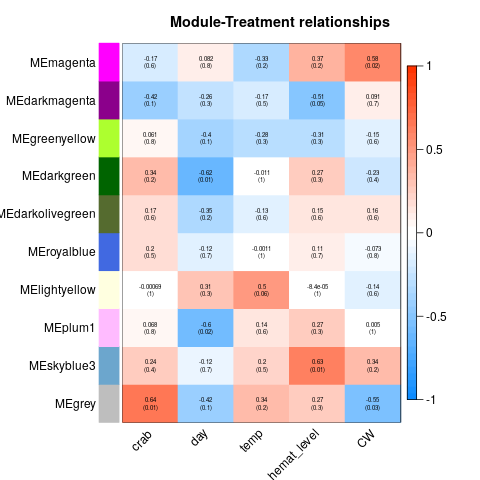 Module-Treatment relationships
MEmagenta -0.17 0.082 -0.33 0.37 0.58
(0.6) (0.8) (0.2) (0.2) (0.02)
MEdarkmagenta -0.42 -0.26 -0.17 -0.51 0.091
(0.1) (0.3) (0.5) (0.05) (0.7)
MEgreenyellow 0.061 -0.4 -0.28 -0.31 -0.15
(0.8) (0.1) (0.3) (0.3) (0.6)
MEdarkgreen 0.34 -0.62 -0.011 0.27 -0.23
(0.2) (0.01) (1) (0.3) (0.4)
MEdarkolivegreen 0.17 -0.35 -0.13 0.15 0.16
(0.6) (0.2) (0.6) (0.6) (0.6)
MEroyalblue 0.2 -0.12 -0.0011 0.11 -0.073
(0.5) (0.7) (1) (0.7) (0.8)
MElightyellow -0.00069 0.31 0.5 -8.4e-05 -0.14
(1) (0.3) (0.06) (1) (0.6)
MEplum1 0.068 -0.6 0.14 0.27 0.005
(0.8) (0.02) (0.6) (0.3) (1)
MEskyblue3 0.24 -0.12 0.2 0.63 0.34
(0.4) (0.7) (0.5) (0.01) (0.2)
MEgrey 0.64 -0.42 0.34 0.27 -0.55
(0.01) (0.1) (0.2) (0.3) (0.03)
crab day temp hemat_level CW
1
0.5
0
-0.5
-1